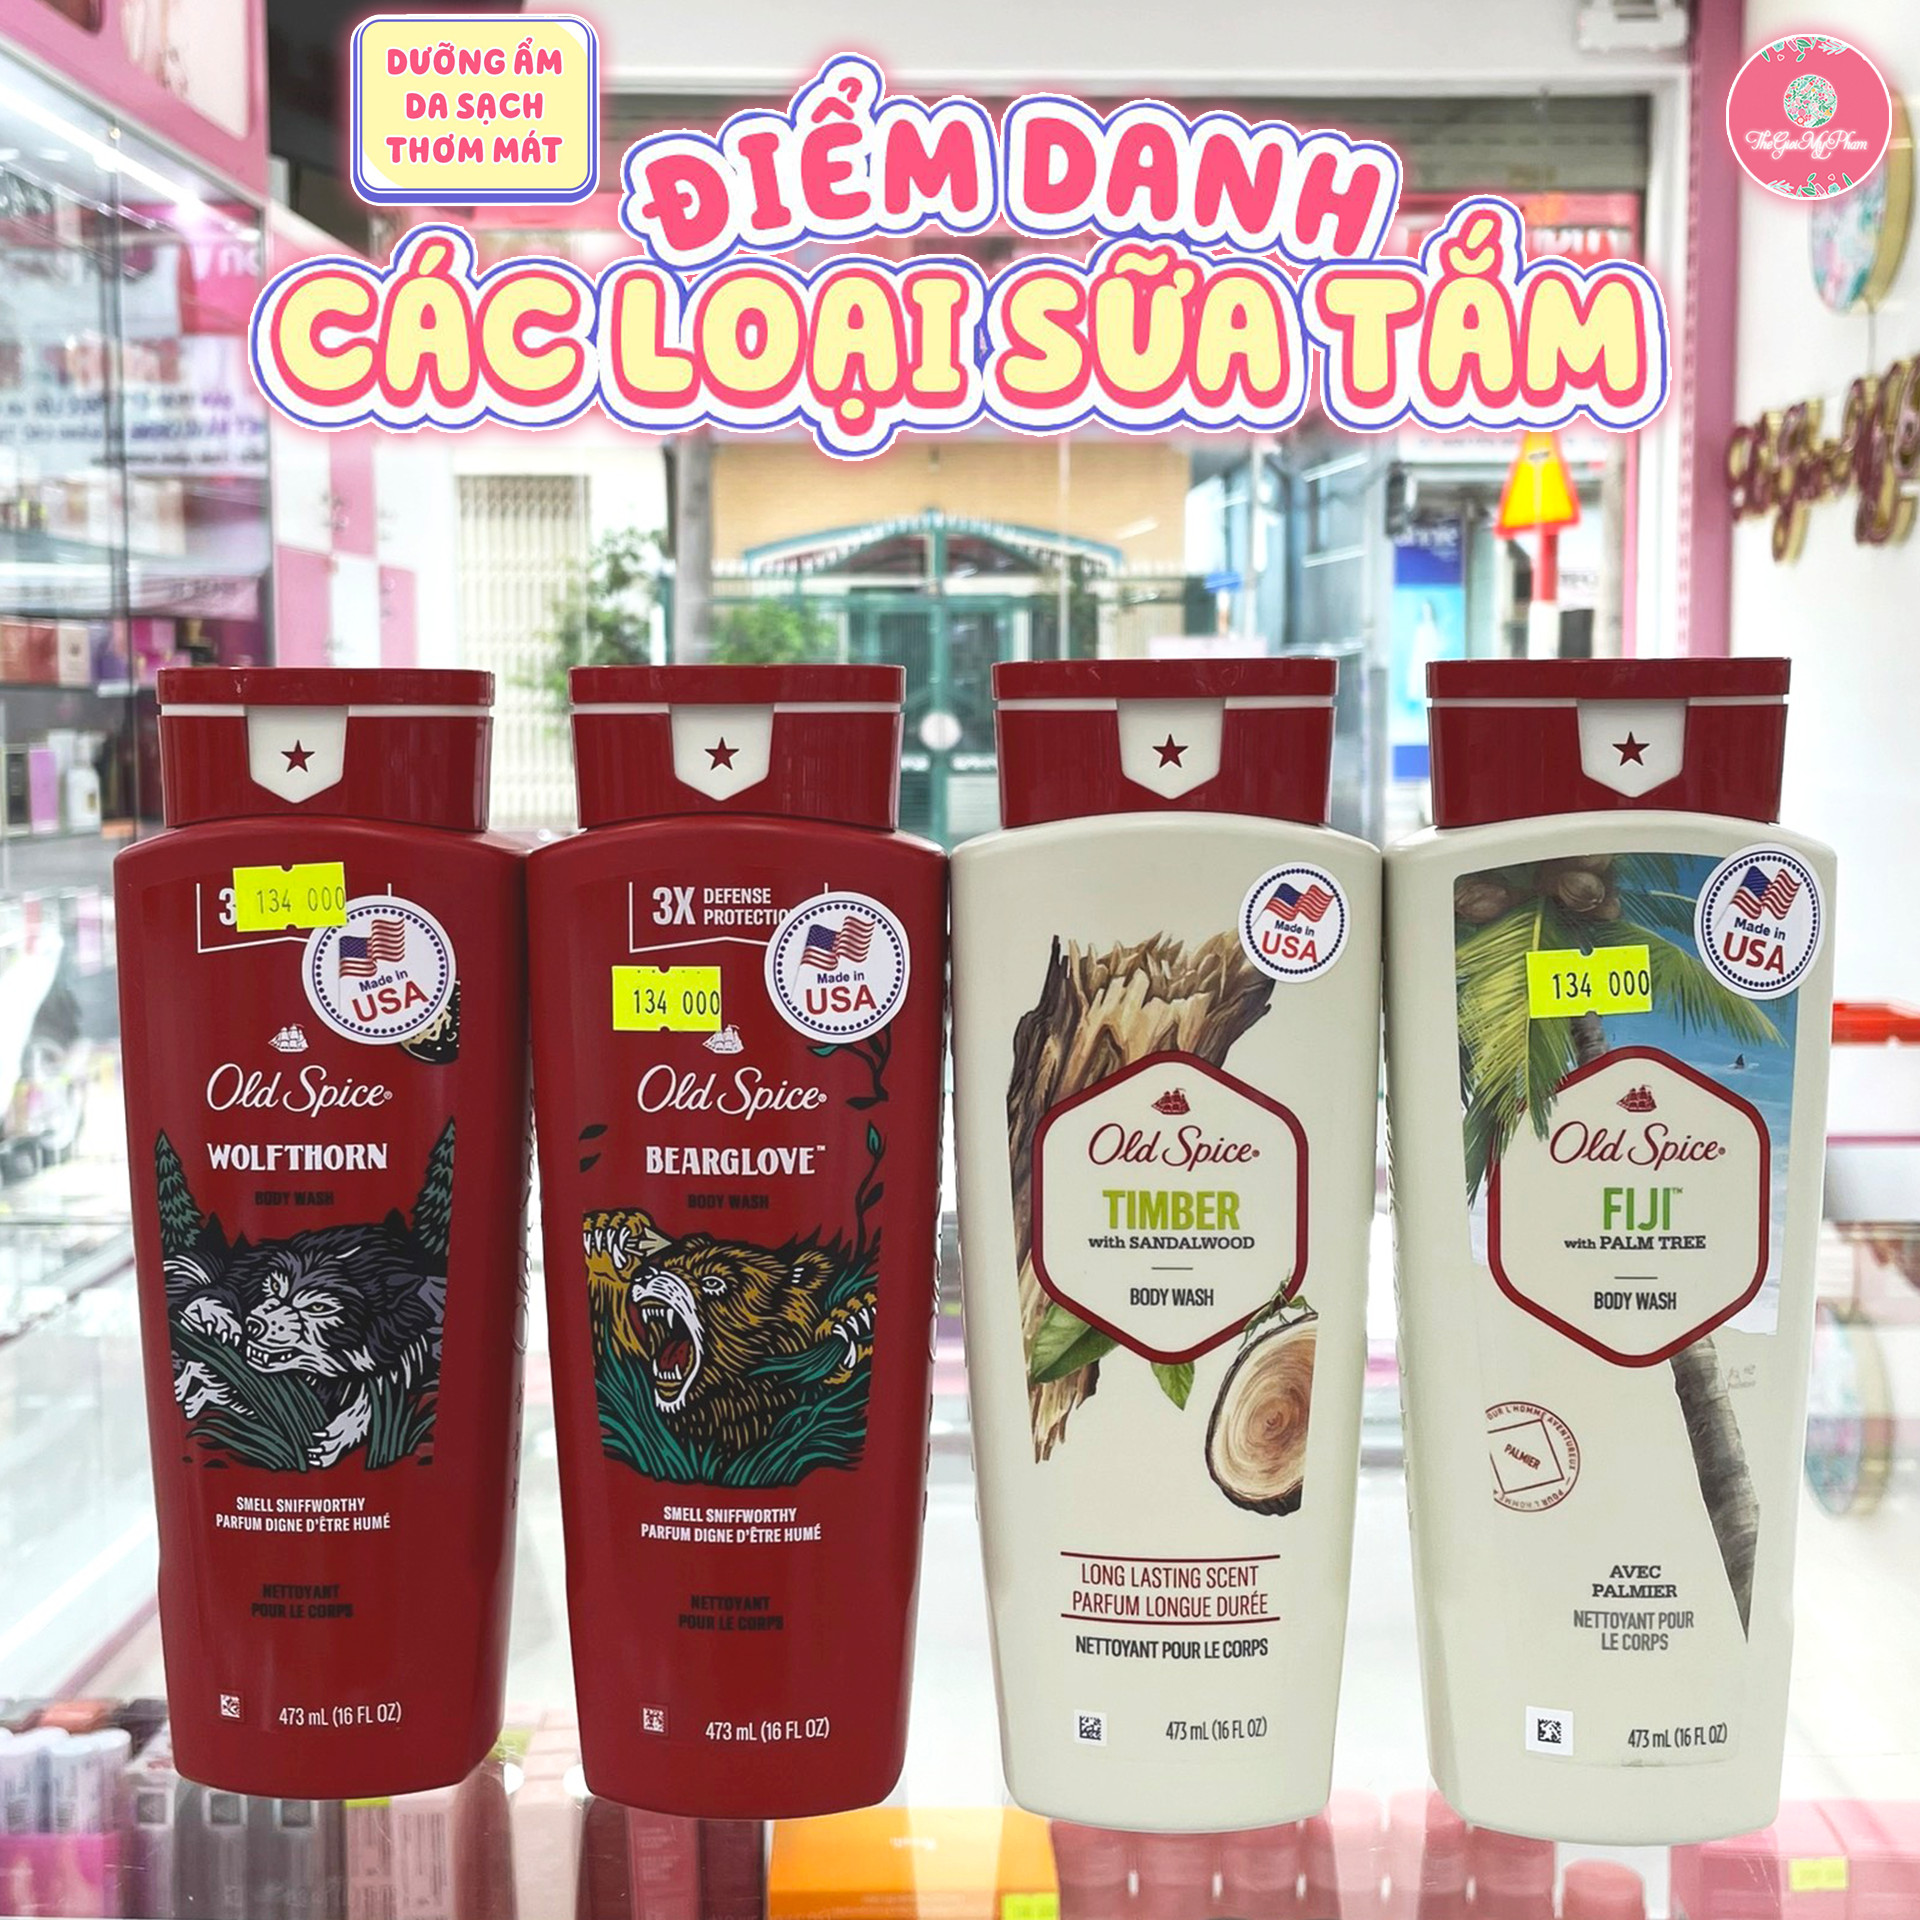 DƯỠNG ẨM
DA SẠCH
THƠM MÁT
ĐIỂM DANH
CÁC LOẠI SỮA TẮM
TheGioiMyPham
134 000
Made in
USA
Old Spice
WOLFTHORN
BODY WASH
SMELL SNIFFWORTHY
PARFUM DIGNE D'ÊTRE HUMÉ
NETTOYANT
POUR LE CORPS
473 mL (16 FL OZ)
3X DEFENSE
134 000
Made in
USA
Old Spice
BEARGLOVE™
BODY WASH
SMELL SNIFFWORTHY
PARFUM DIGNE D'ÊTRE HUMÉ
NETTOYANT
POUR LE CORPS
473 mL (16 FL OZ)
Made in
USA
Old Spice
TIMBER
with SANDALWOOD
BODY WASH
LONG LASTING SCENT
PARFUM LONGUE DURÉE
NETTOYANT POUR LE CORPS
473 mL (16 FL OZ)
Made in
USA
134 000
Old Spice
FIJI™
with PALM TREE
BODY WASH
PALMIER
AVEC
PALMIER
NETTOYANT POUR
LE CORPS
473 mL (16 FL OZ)